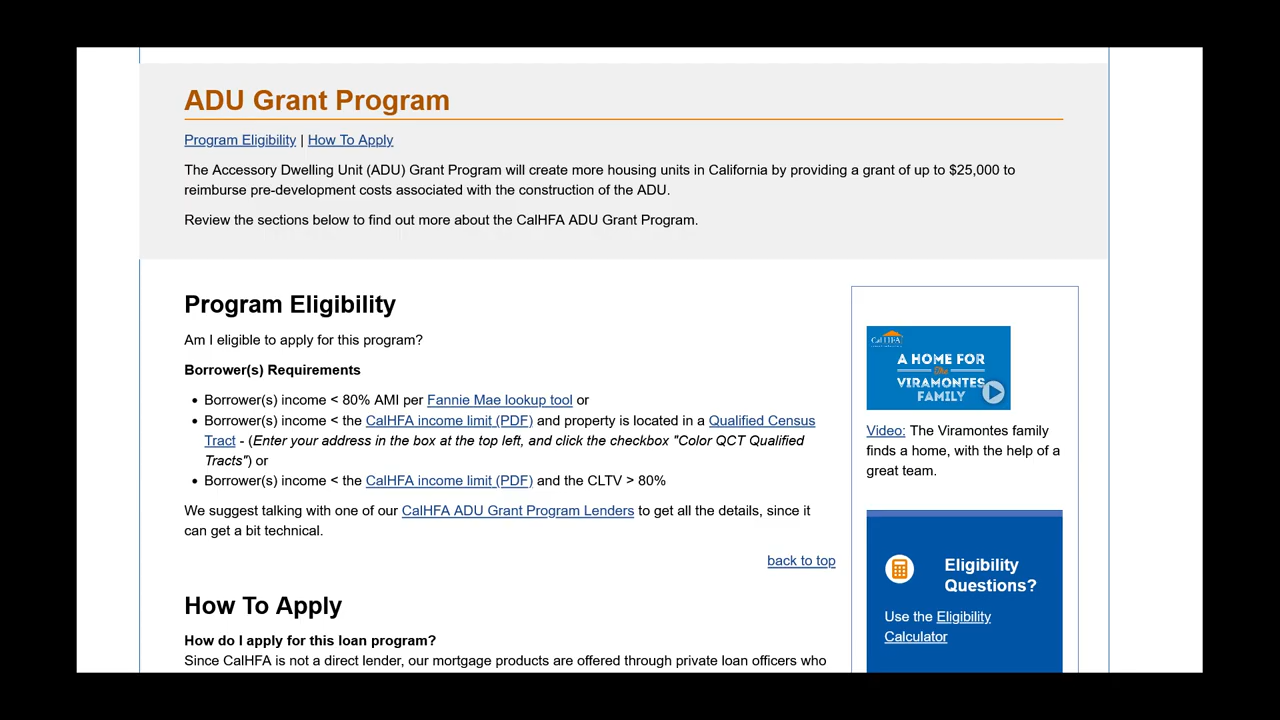 ADU Grant Program
Program Eligibility | How To Apply
The Accessory Dwelling Unit (ADU) Grant Program will create more housing units in California by providing a grant of up to $25,000 to
reimburse pre-development costs associated with the construction of the ADU.
Review the sections below to find out more about the CalHFA ADU Grant Program.
Program Eligibility
Am I eligible to apply for this program?
Borrower(s) Requirements
Borrower(s) income < 80% AMI per Fannie Mae lookup tool or
Borrower(s) income < the CalHFA income limit (PDF) and property is located in a Qualified Census
Tract - (Enter your address in the box at the top left, and click the checkbox "Color QCT Qualified
Tracts") or
Borrower(s) income < the CalHFA income limit (PDF) and the CLTV > 80%
We suggest talking with one of our CalHFA ADU Grant Program Lenders to get all the details, since it
can get a bit technical.
back to top
How To Apply
How do I apply for this loan program?
Since CalHFA is not a direct lender, our mortgage products are offered through private loan officers who
CalHFA
A HOME FOR
The
VIRAMONTES
FAMILY
Video: The Viramontes family
finds a home, with the help of a
great team.
Eligibility
Questions?
Use the Eligibility
Calculator